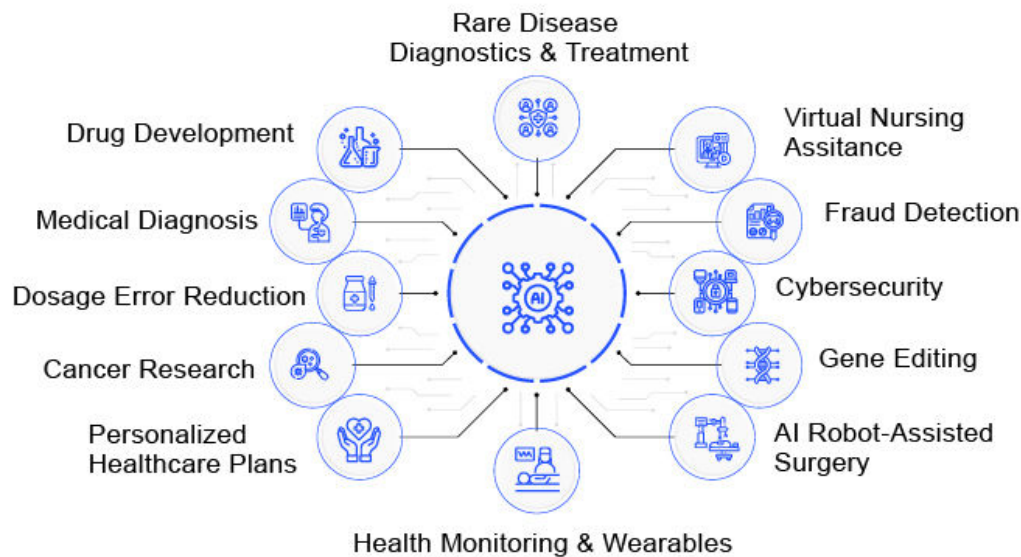 Rare Disease
Diagnostics & Treatment
Drug Development
Virtual Nursing
Assitance
Medical Diagnosis
Fraud Detection
Dosage Error Reduction
AI
Cybersecurity
Cancer Research
Gene Editing
Personalized
Healthcare Plans
AI Robot-Assisted
Surgery
Health Monitoring & Wearables